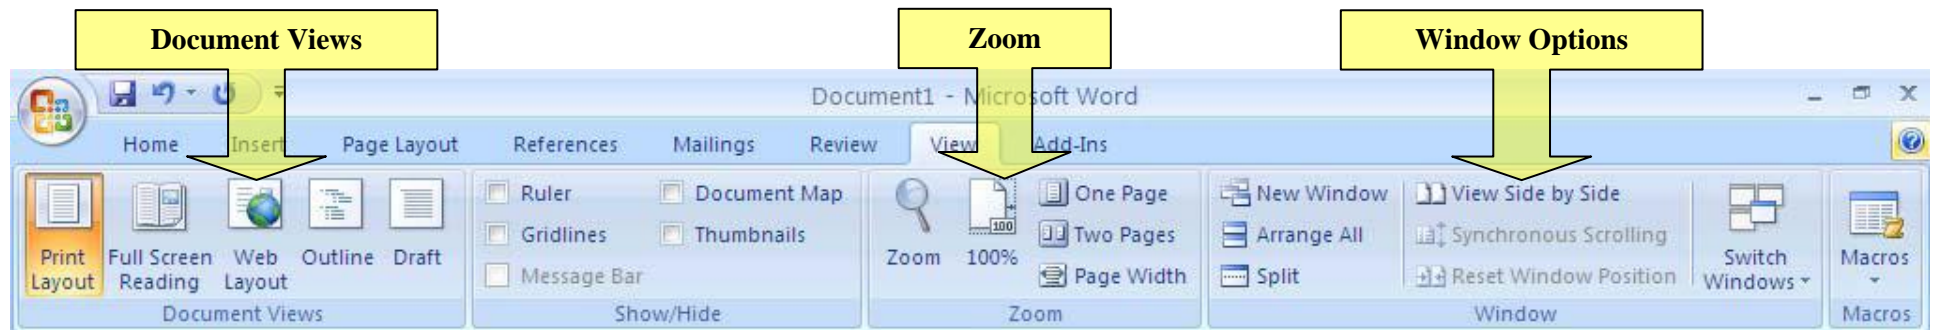 Document Views
Zoom
Window Options
Document1 - Microsoft Word
Home Insert Page Layout References Mailings Review View Add-Ins
Print Layout
Full Screen Reading
Web Layout
Outline
Draft
Document Views
Ruler
Gridlines
Message Bar
Document Map
Thumbnails
Show/Hide
Zoom
100
100%
One Page
Two Pages
Page Width
Zoom
New Window
Arrange All
Split
View Side by Side
Synchronous Scrolling
Reset Window Position
Switch Windows
Window
Macros
Macros